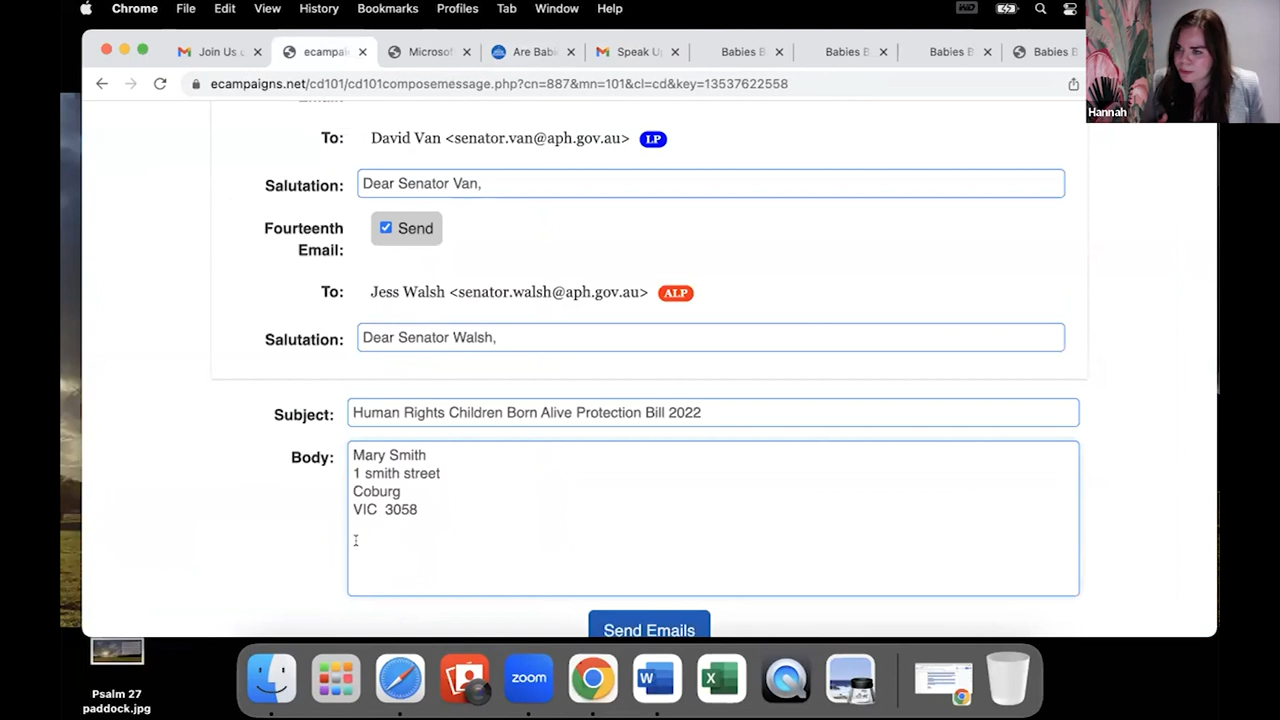 Chrome File Edit View History Bookmarks Profiles Tab Window Help
Join Us ecampai Microsof Are Babi Speak U Babies B Babies B Babies B Babies B
ecampaigns.net/cd101/cd101composemessage.php?cn=887&mn=101&cl=cd&key=13537622558
Hannah
To: David Van <senator.van@aph.gov.au> LP
Salutation: Dear Senator Van,
Fourteenth Send
Email:
To: Jess Walsh <senator.walsh@aph.gov.au> ALP
Salutation: Dear Senator Walsh,
Subject: Human Rights Children Born Alive Protection Bill 2022
Body: Mary Smith
1 smith street
Coburg
VIC 3058
Send Emails
zoom
W
X
Psalm 27
paddock.jpg